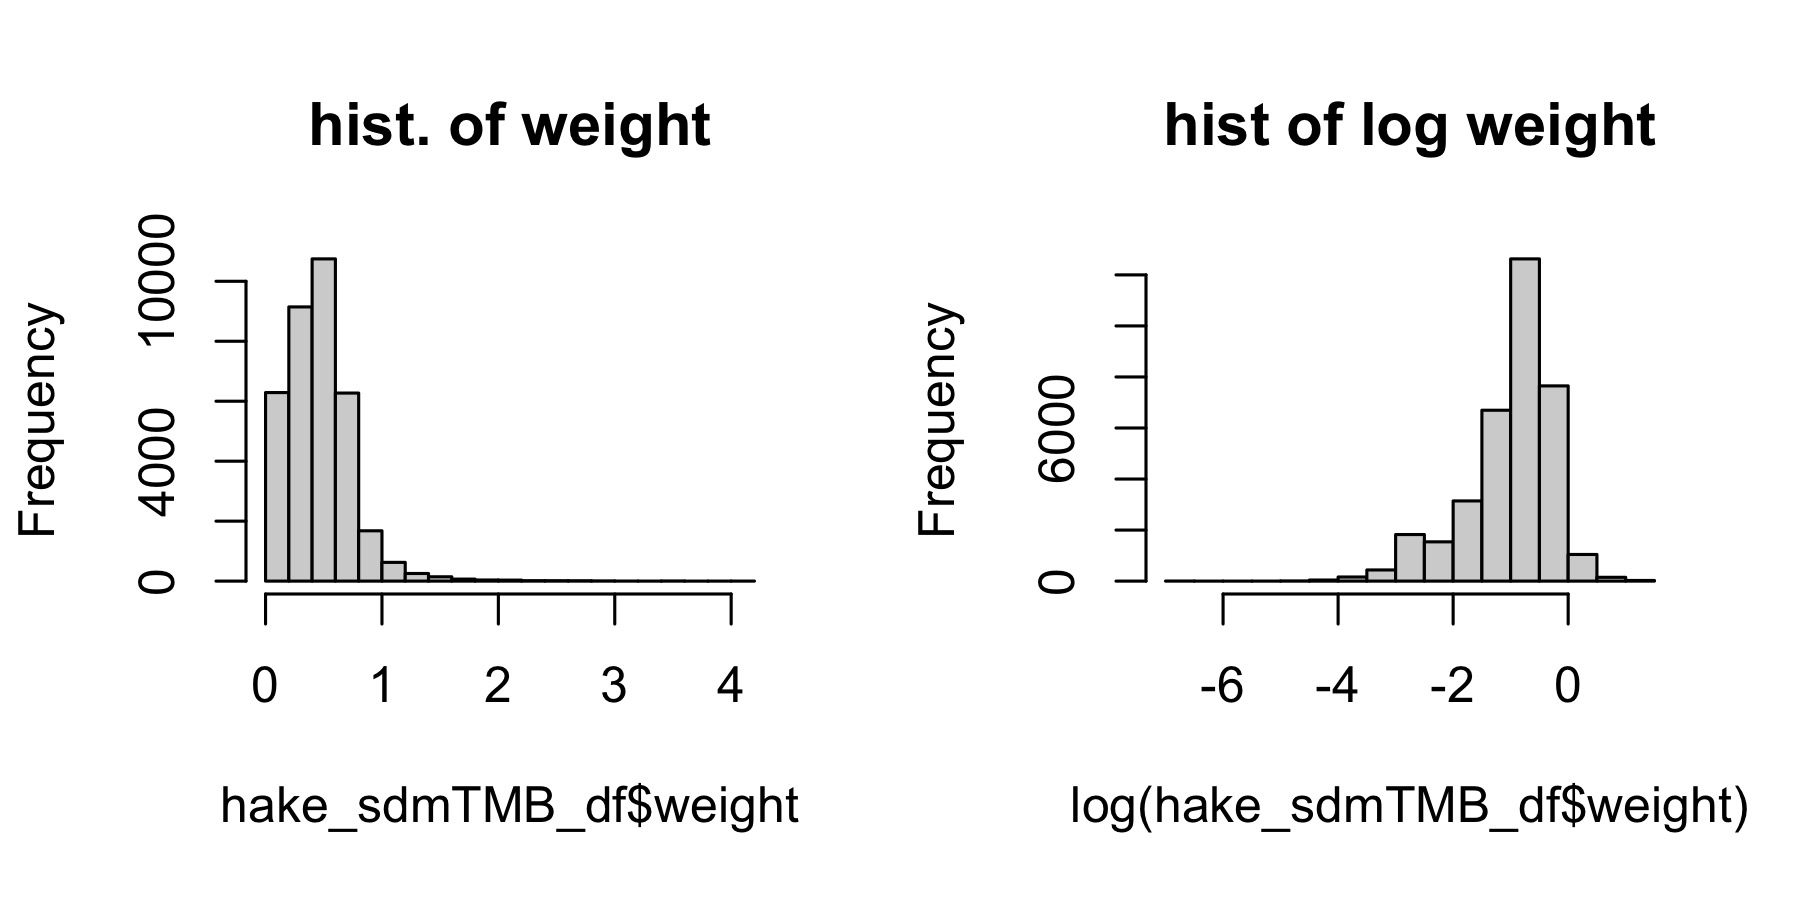 hist. of weight
Frequency
10000
4000
0
0 1 2 3 4
hake_sdmTMB_df$weight
hist of log weight
Frequency
6000
0
-6 -4 -2 0
log(hake_sdmTMB_df$weight)